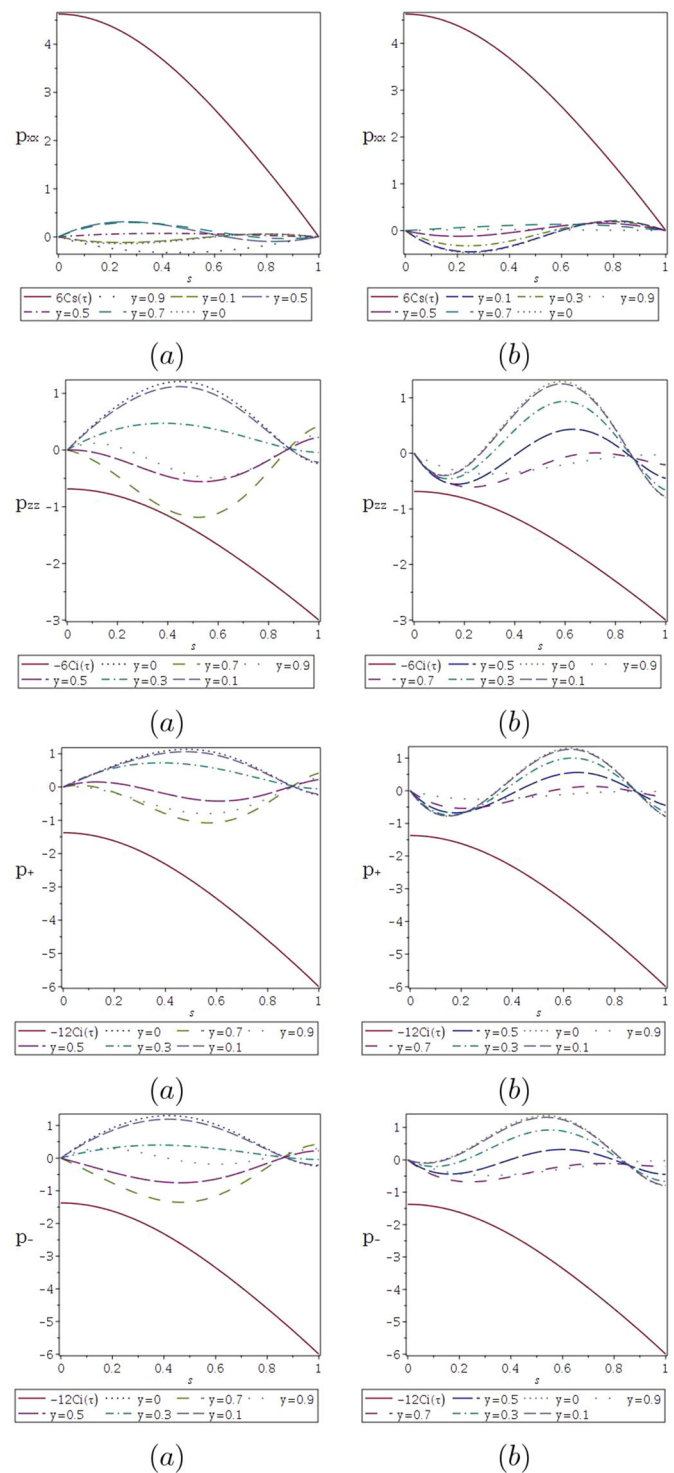 4 4
3 3
pxx 2 pxx 2
1 1
0 0
0 0.2 0.4 0.6 0.8 1 0 0.2 0.4 0.6 0.8 1
s s
6Cs(τ) y=0.9 y=0.1 y=0.5 6Cs(τ) y=0.1 y=0.3 y=0.9
y=0.5 y=0.7 y=0 y=0.5 y=0.7 y=0
(a) (b)
1 1
0 0
pzz -1 pzz -1
-2 -2
-3 -3
0 0.2 0.4 0.6 0.8 1 0 0.2 0.4 0.6 0.8 1
s s
-6Ci(τ) y=0 y=0.7 y=0.9 -6Ci(τ) y=0.5 y=0 y=0.9
y=0.5 y=0.3 y=0.1 y=0.7 y=0.3 y=0.1
(a) (b)
1 1
0 0
-1 -1
p+ -2 p+ -2
-3 -3
-4 -4
-5 -5
-6 -6
0 0.2 0.4 0.6 0.8 1 0 0.2 0.4 0.6 0.8 1
s s
-12Ci(τ) y=0 y=0.7 y=0.9 -12Ci(τ) y=0.5 y=0 y=0.9
y=0.5 y=0.3 y=0.1 y=0.7 y=0.3 y=0.1
(a) (b)
1 1
0 0
-1 -1
p- -2 p- -2
-3 -3
-4 -4
-5 -5
-6 -6
0 0.2 0.4 0.6 0.8 1 0 0.2 0.4 0.6 0.8 1
s s
-12Ci(τ) y=0 y=0.7 y=0.9 -12Ci(τ) y=0.5 y=0 y=0.9
y=0.5 y=0.3 y=0.1 y=0.7 y=0.3 y=0.1
(a) (b)